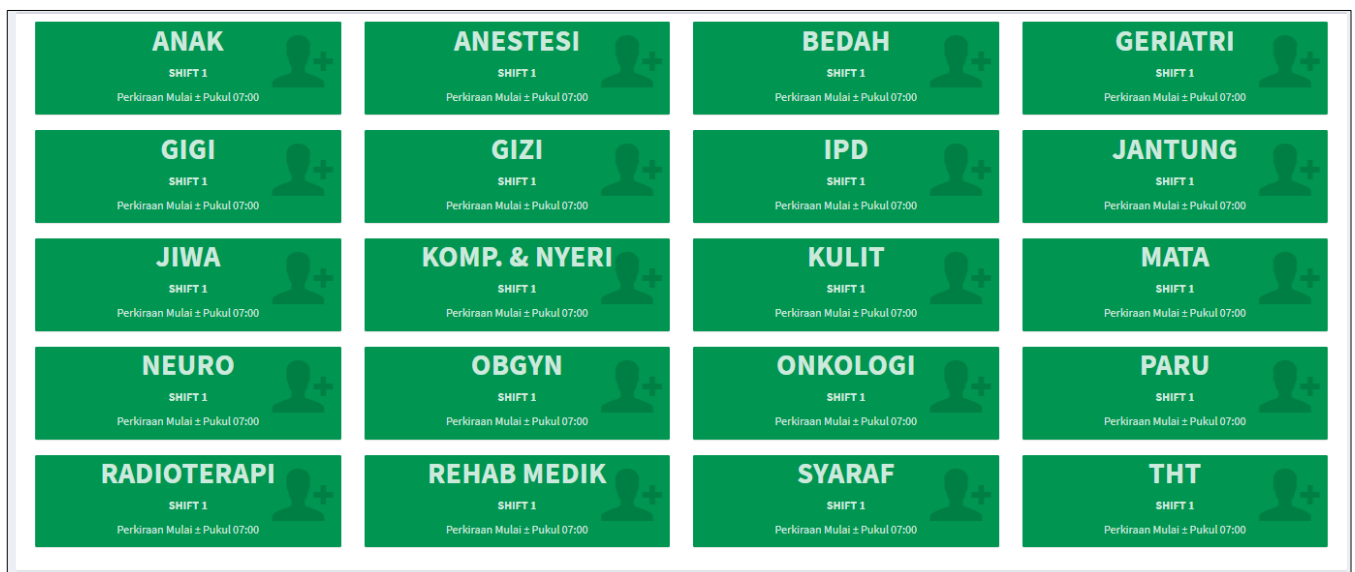 ANAK
SHIFT 1
Perkiraan Mulai ± Pukul 07:00
ANESTESI
SHIFT 1
Perkiraan Mulai ± Pukul 07:00
BEDAH
SHIFT 1
Perkiraan Mulai ± Pukul 07:00
GERIATRI
SHIFT 1
Perkiraan Mulai ± Pukul 07:00
GIGI
SHIFT 1
Perkiraan Mulai ± Pukul 07:00
GIZI
SHIFT 1
Perkiraan Mulai ± Pukul 07:00
IPD
SHIFT 1
Perkiraan Mulai ± Pukul 07:00
JANTUNG
SHIFT 1
Perkiraan Mulai ± Pukul 07:00
JIWA
SHIFT 1
Perkiraan Mulai ± Pukul 07:00
KOMP. & NYERI
SHIFT 1
Perkiraan Mulai ± Pukul 07:00
KULIT
SHIFT 1
Perkiraan Mulai ± Pukul 07:00
MATA
SHIFT 1
Perkiraan Mulai ± Pukul 07:00
NEURO
SHIFT 1
Perkiraan Mulai ± Pukul 07:00
OBGYN
SHIFT 1
Perkiraan Mulai ± Pukul 07:00
ONKOLOGI
SHIFT 1
Perkiraan Mulai ± Pukul 07:00
PARU
SHIFT 1
Perkiraan Mulai ± Pukul 07:00
RADIOTERAPI
SHIFT 1
Perkiraan Mulai ± Pukul 07:00
REHAB MEDIK
SHIFT 1
Perkiraan Mulai ± Pukul 07:00
SYARAF
SHIFT 1
Perkiraan Mulai ± Pukul 07:00
THT
SHIFT 1
Perkiraan Mulai ± Pukul 07:00